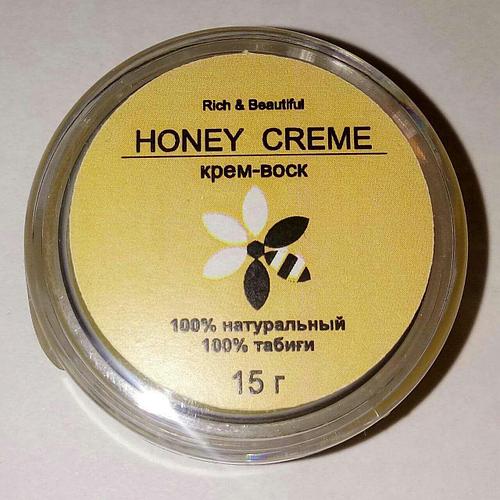 Rich & Beautiful
HONEY CREME
крем-воск
100% натуральный
100% табиғи
15 г